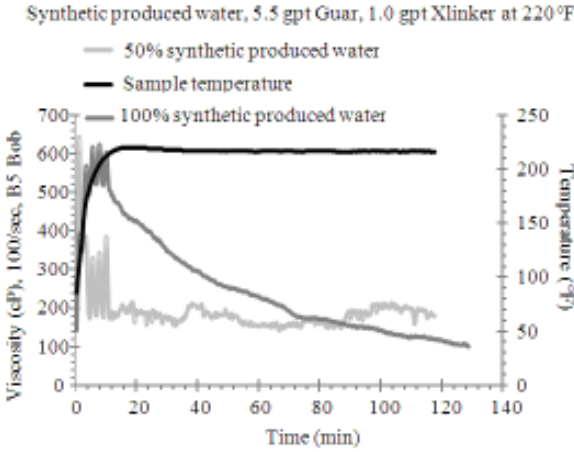 Synthetic produced water, 5.5 gpt Guar, 1.0 gpt Xlinker at 220 ⁰F
50% synthetic produced water
Sample temperature
100% synthetic produced water
Viscosity (cP), 100/sec, B5 Bob
700
600
500
400
300
200
100
0
250
200
150
100
50
0
Temperature (°F)
0 20 40 60 80 100 120 140
Time (min)